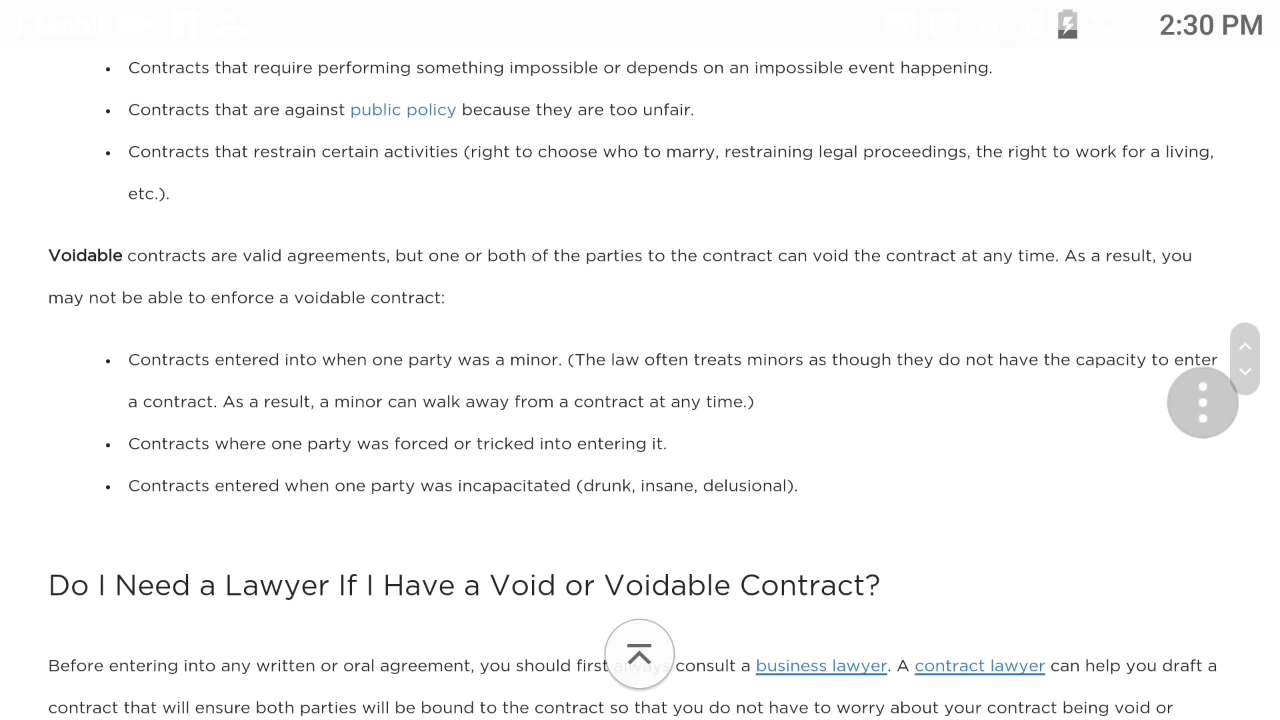 2:30 PM
• Contracts that require performing something impossible or depends on an impossible event happening.
• Contracts that are against public policy because they are too unfair.
• Contracts that restrain certain activities (right to choose who to marry, restraining legal proceedings, the right to work for a living,
etc.).
Voidable contracts are valid agreements, but one or both of the parties to the contract can void the contract at any time. As a result, you
may not be able to enforce a voidable contract:
• Contracts entered into when one party was a minor. (The law often treats minors as though they do not have the capacity to enter
a contract. As a result, a minor can walk away from a contract at any time.)
• Contracts where one party was forced or tricked into entering it.
• Contracts entered when one party was incapacitated (drunk, insane, delusional).
Do I Need a Lawyer If I Have a Void or Voidable Contract?
Before entering into any written or oral agreement, you should first always consult a business lawyer. A contract lawyer can help you draft a
contract that will ensure both parties will be bound to the contract so that you do not have to worry about your contract being void or